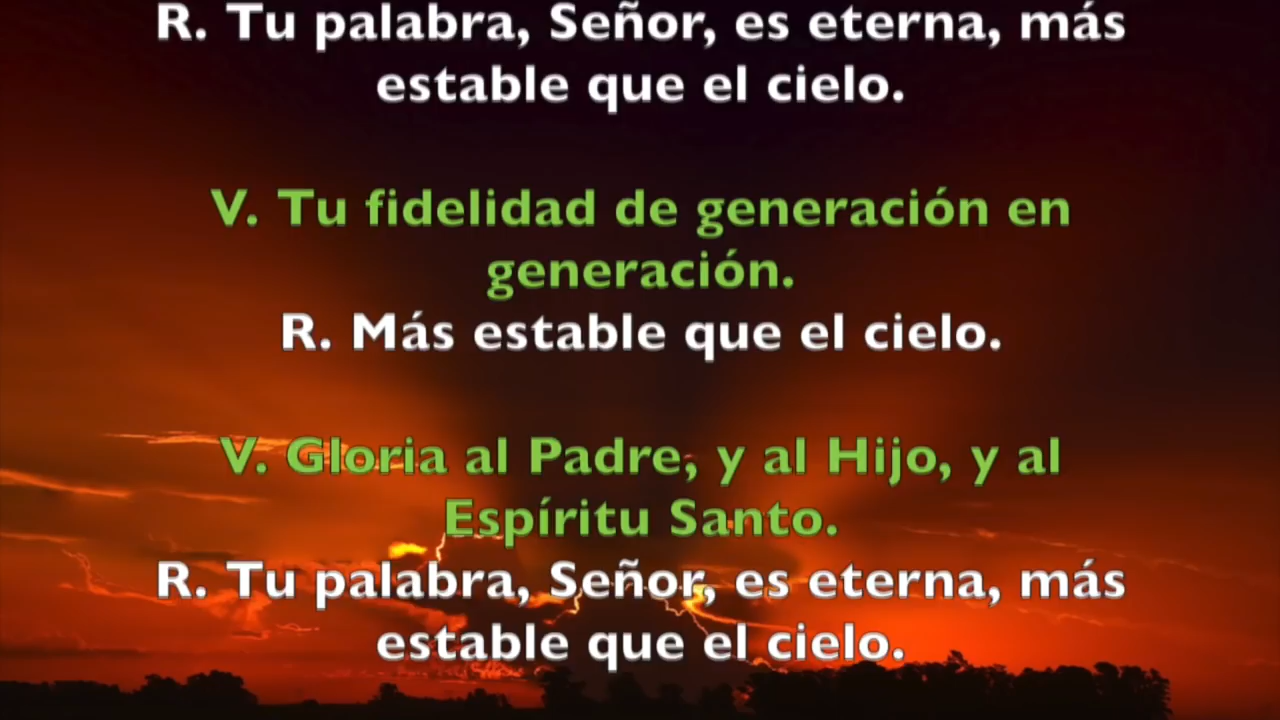 R. Tu palabra, Señor, es eterna, más
estable que el cielo.
V. Tu fidelidad de generación en
generación.
R. Más estable que el cielo.
V. Gloria al Padre, y al Hijo, y al
Espíritu Santo.
R. Tu palabra, Señor, es eterna, más
estable que el cielo.